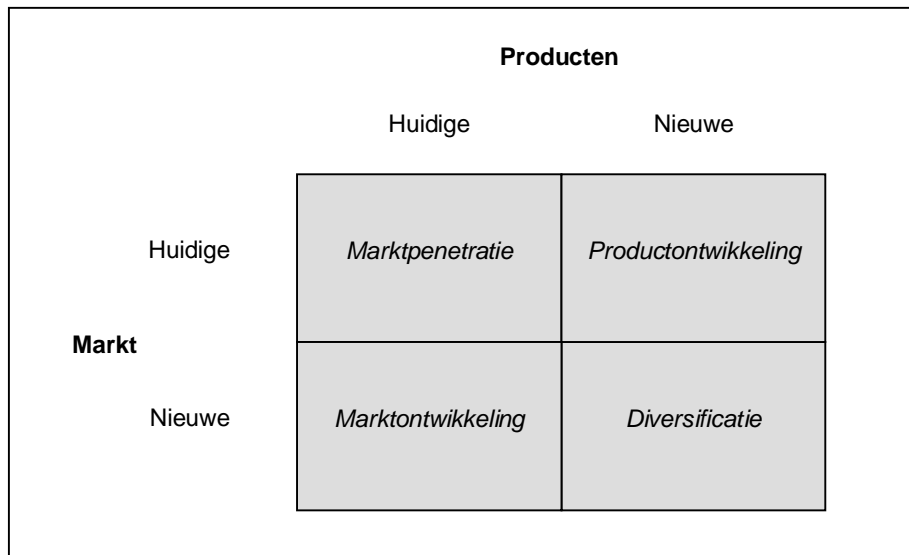 Producten
Huidige Nieuwe
Huidige Marktpenetratie Productontwikkeling
Markt
Nieuwe Marktontwikkeling Diversificatie